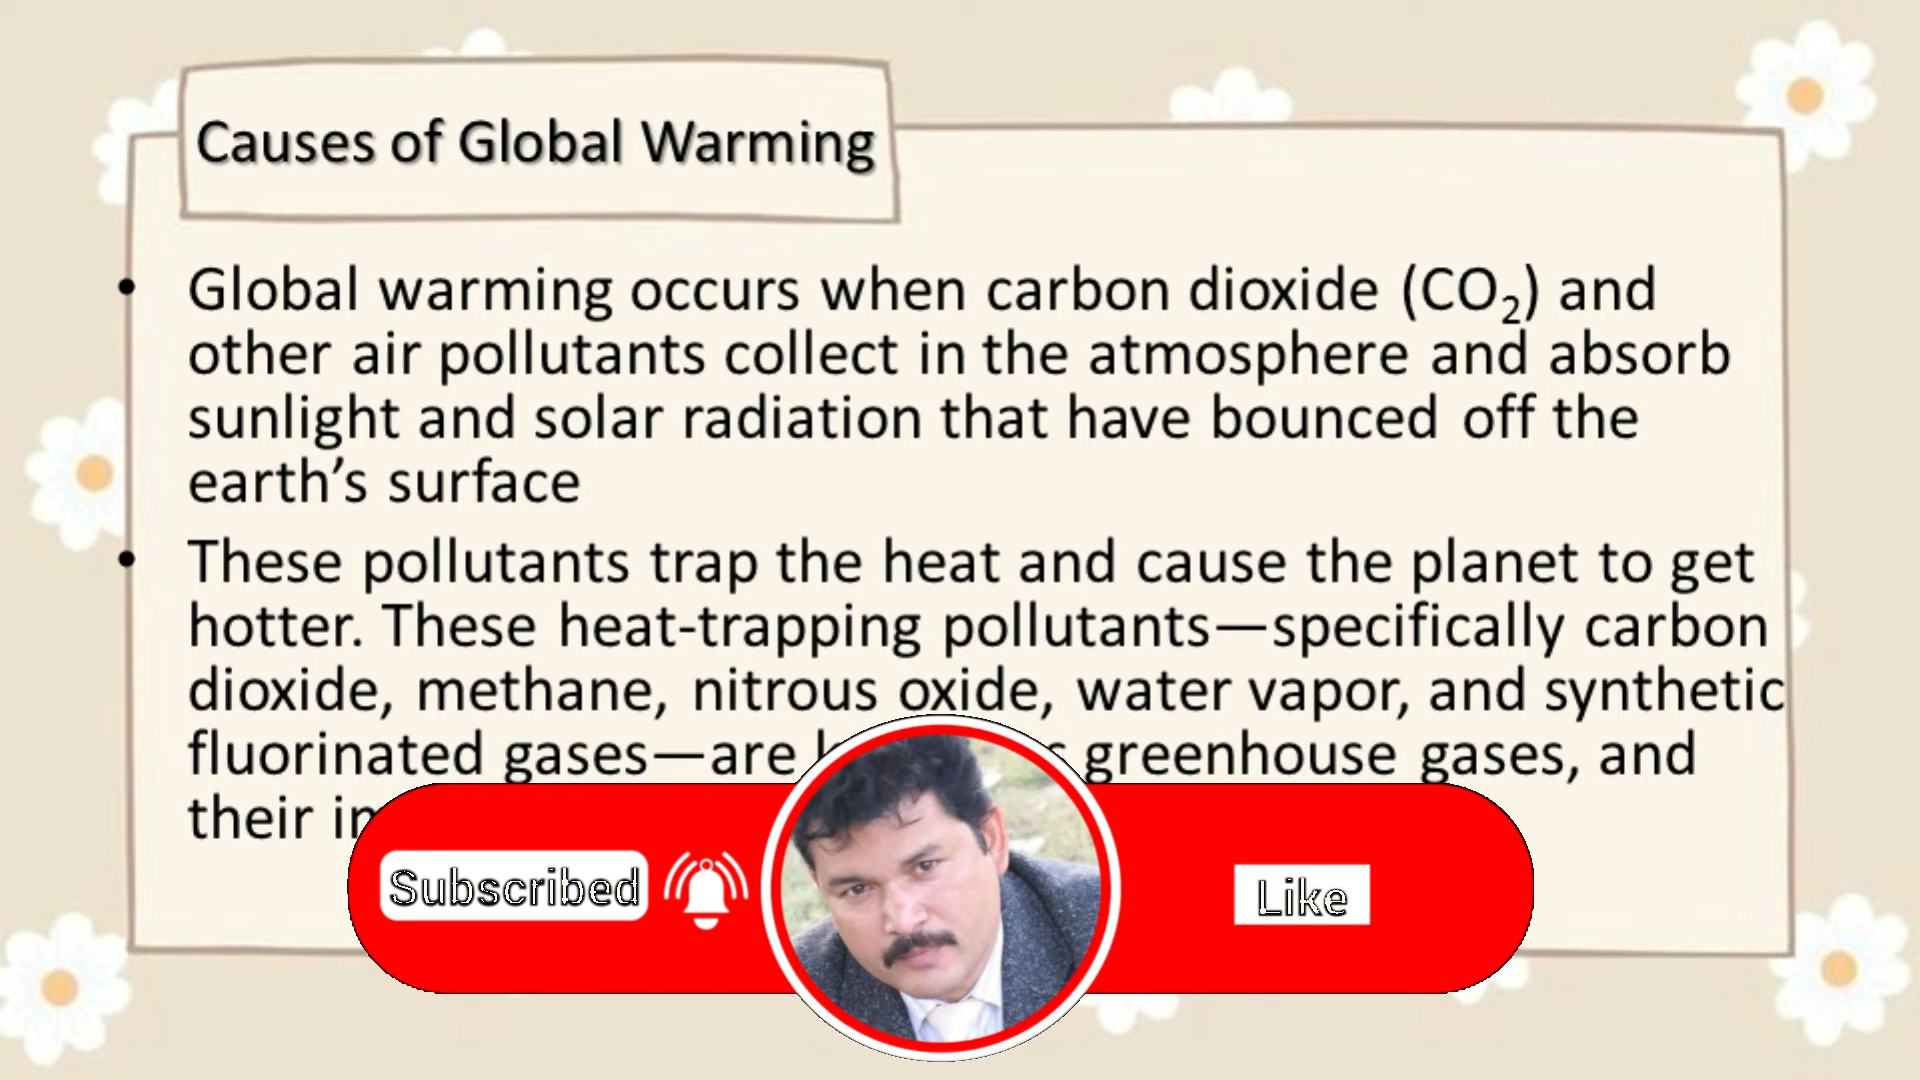 Causes of Global Warming
• Global warming occurs when carbon dioxide (CO₂) and
other air pollutants collect in the atmosphere and absorb
sunlight and solar radiation that have bounced off the
earth’s surface
• These pollutants trap the heat and cause the planet to get
hotter. These heat-trapping pollutants—specifically carbon
dioxide, methane, nitrous oxide, water vapor, and synthetic
fluorinated gases—are greenhouse gases, and
their
Subscribed
Like